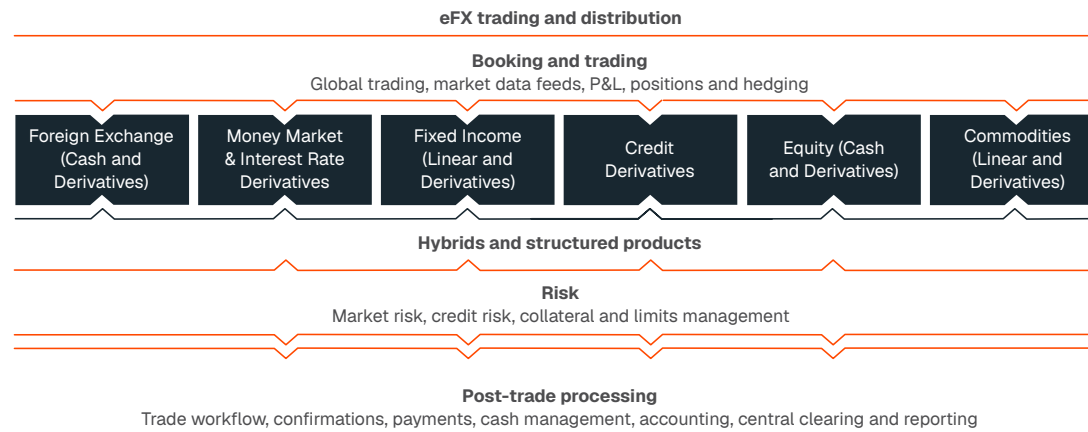 eFX trading and distribution
Booking and trading
Global trading, market data feeds, P&L, positions and hedging
Foreign Exchange
(Cash and
Derivatives)
Money Market
& Interest Rate
Derivatives
Fixed Income
(Linear and
Derivatives)
Credit
Derivatives
Equity (Cash
and Derivatives)
Commodities
(Linear and
Derivatives)
Hybrids and structured products
Risk
Market risk, credit risk, collateral and limits management
Post-trade processing
Trade workflow, confirmations, payments, cash management, accounting, central clearing and reporting